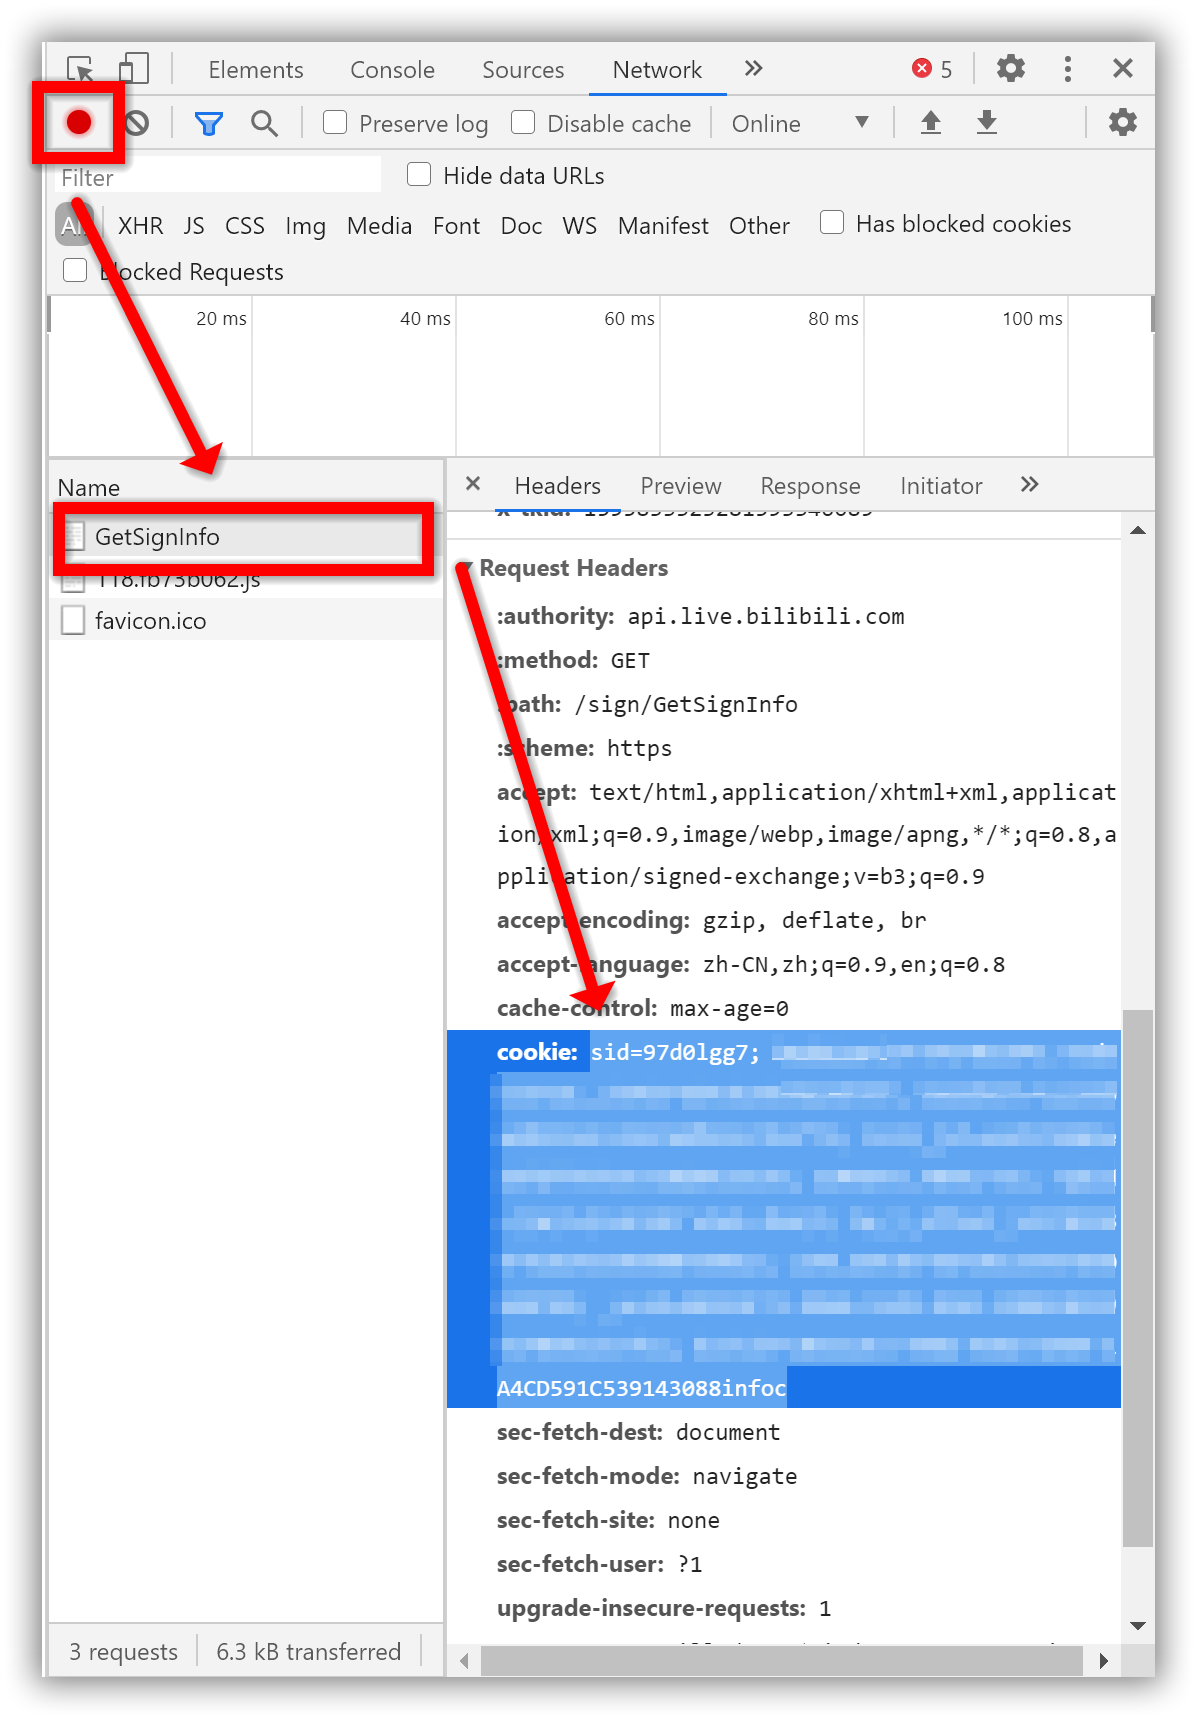 Elements Console Sources Network 5
Preserve log Disable cache Online
Filter Hide data URLs
XHR JS CSS Img Media Font Doc WS Manifest Other Has blocked cookies
Blocked Requests
20 ms 40 ms 60 ms 80 ms 100 ms
Name
Headers Preview Response Initiator
GetSignInfo
118.fb73b062.js
favicon.ico
Request Headers
:authority: api.live.bilibili.com
:method: GET
:path: /sign/GetSignInfo
:scheme: https
accept: text/html,application/xhtml+xml,applicat
ion/xml;q=0.9,image/webp,image/apng,*/*;q=0.8,a
pplication/signed-exchange;v=b3;q=0.9
accept-encoding: gzip, deflate, br
accept-language: zh-CN,zh;q=0.9,en;q=0.8
cache-control: max-age=0
cookie: sid=97d0lgg7;
A4CD591C539143088infoc
sec-fetch-dest: document
sec-fetch-mode: navigate
sec-fetch-site: none
sec-fetch-user: ?1
upgrade-insecure-requests: 1
3 requests 6.3 kB transferred